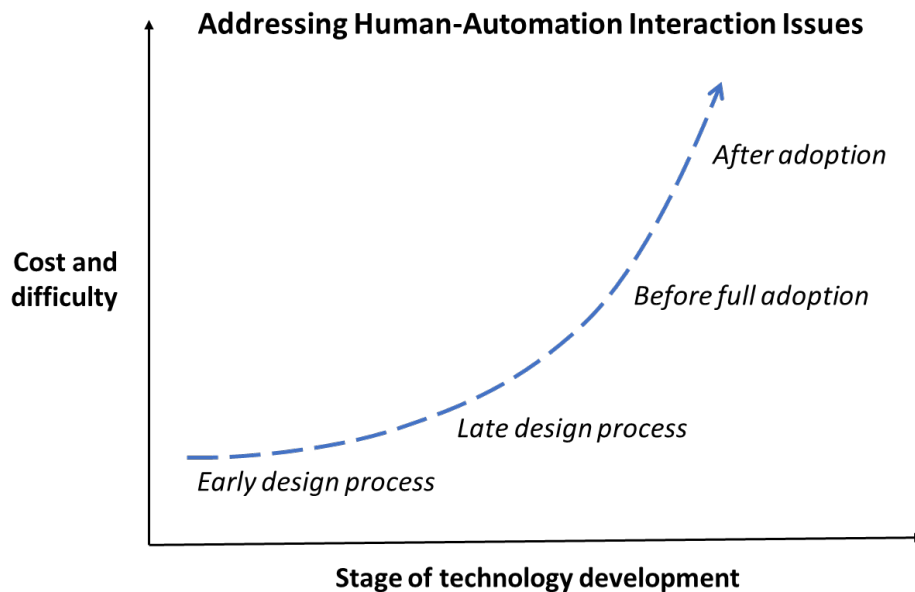 Addressing Human-Automation Interaction Issues
After adoption
Cost and
difficulty
Before full adoption
Late design process
Early design process
Stage of technology development